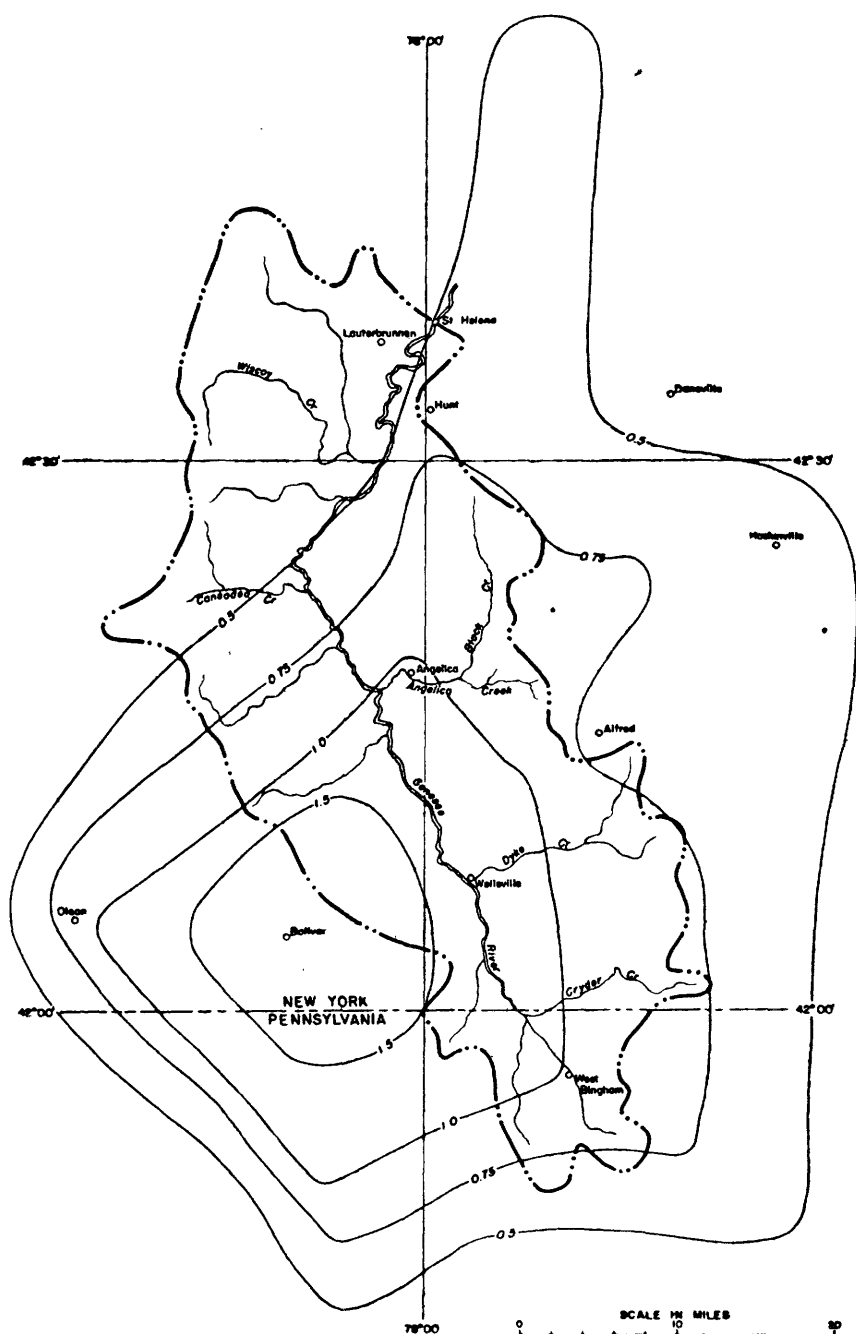 78°00'
St Helena
Lauterbrunnen
Wiscoy
Cr.
Dansville
Hunt
0.5
42°30'
42°30'
Haskinville
0.75
Cr
Caneadea Cr
0.5
Black
0.75
Angelica
Angelica Creek
Alfred
1.0
Genesee
1.5
Dyke Cr
Wellsville
Olean
Bolivar
River
Cryder Cr
NEW YORK
42°00'
42°00'
PENNSYLVANIA
1.5
West
Bingham
1.0
0.75
0.5
SCALE IN MILES
0 10 20
78°00'